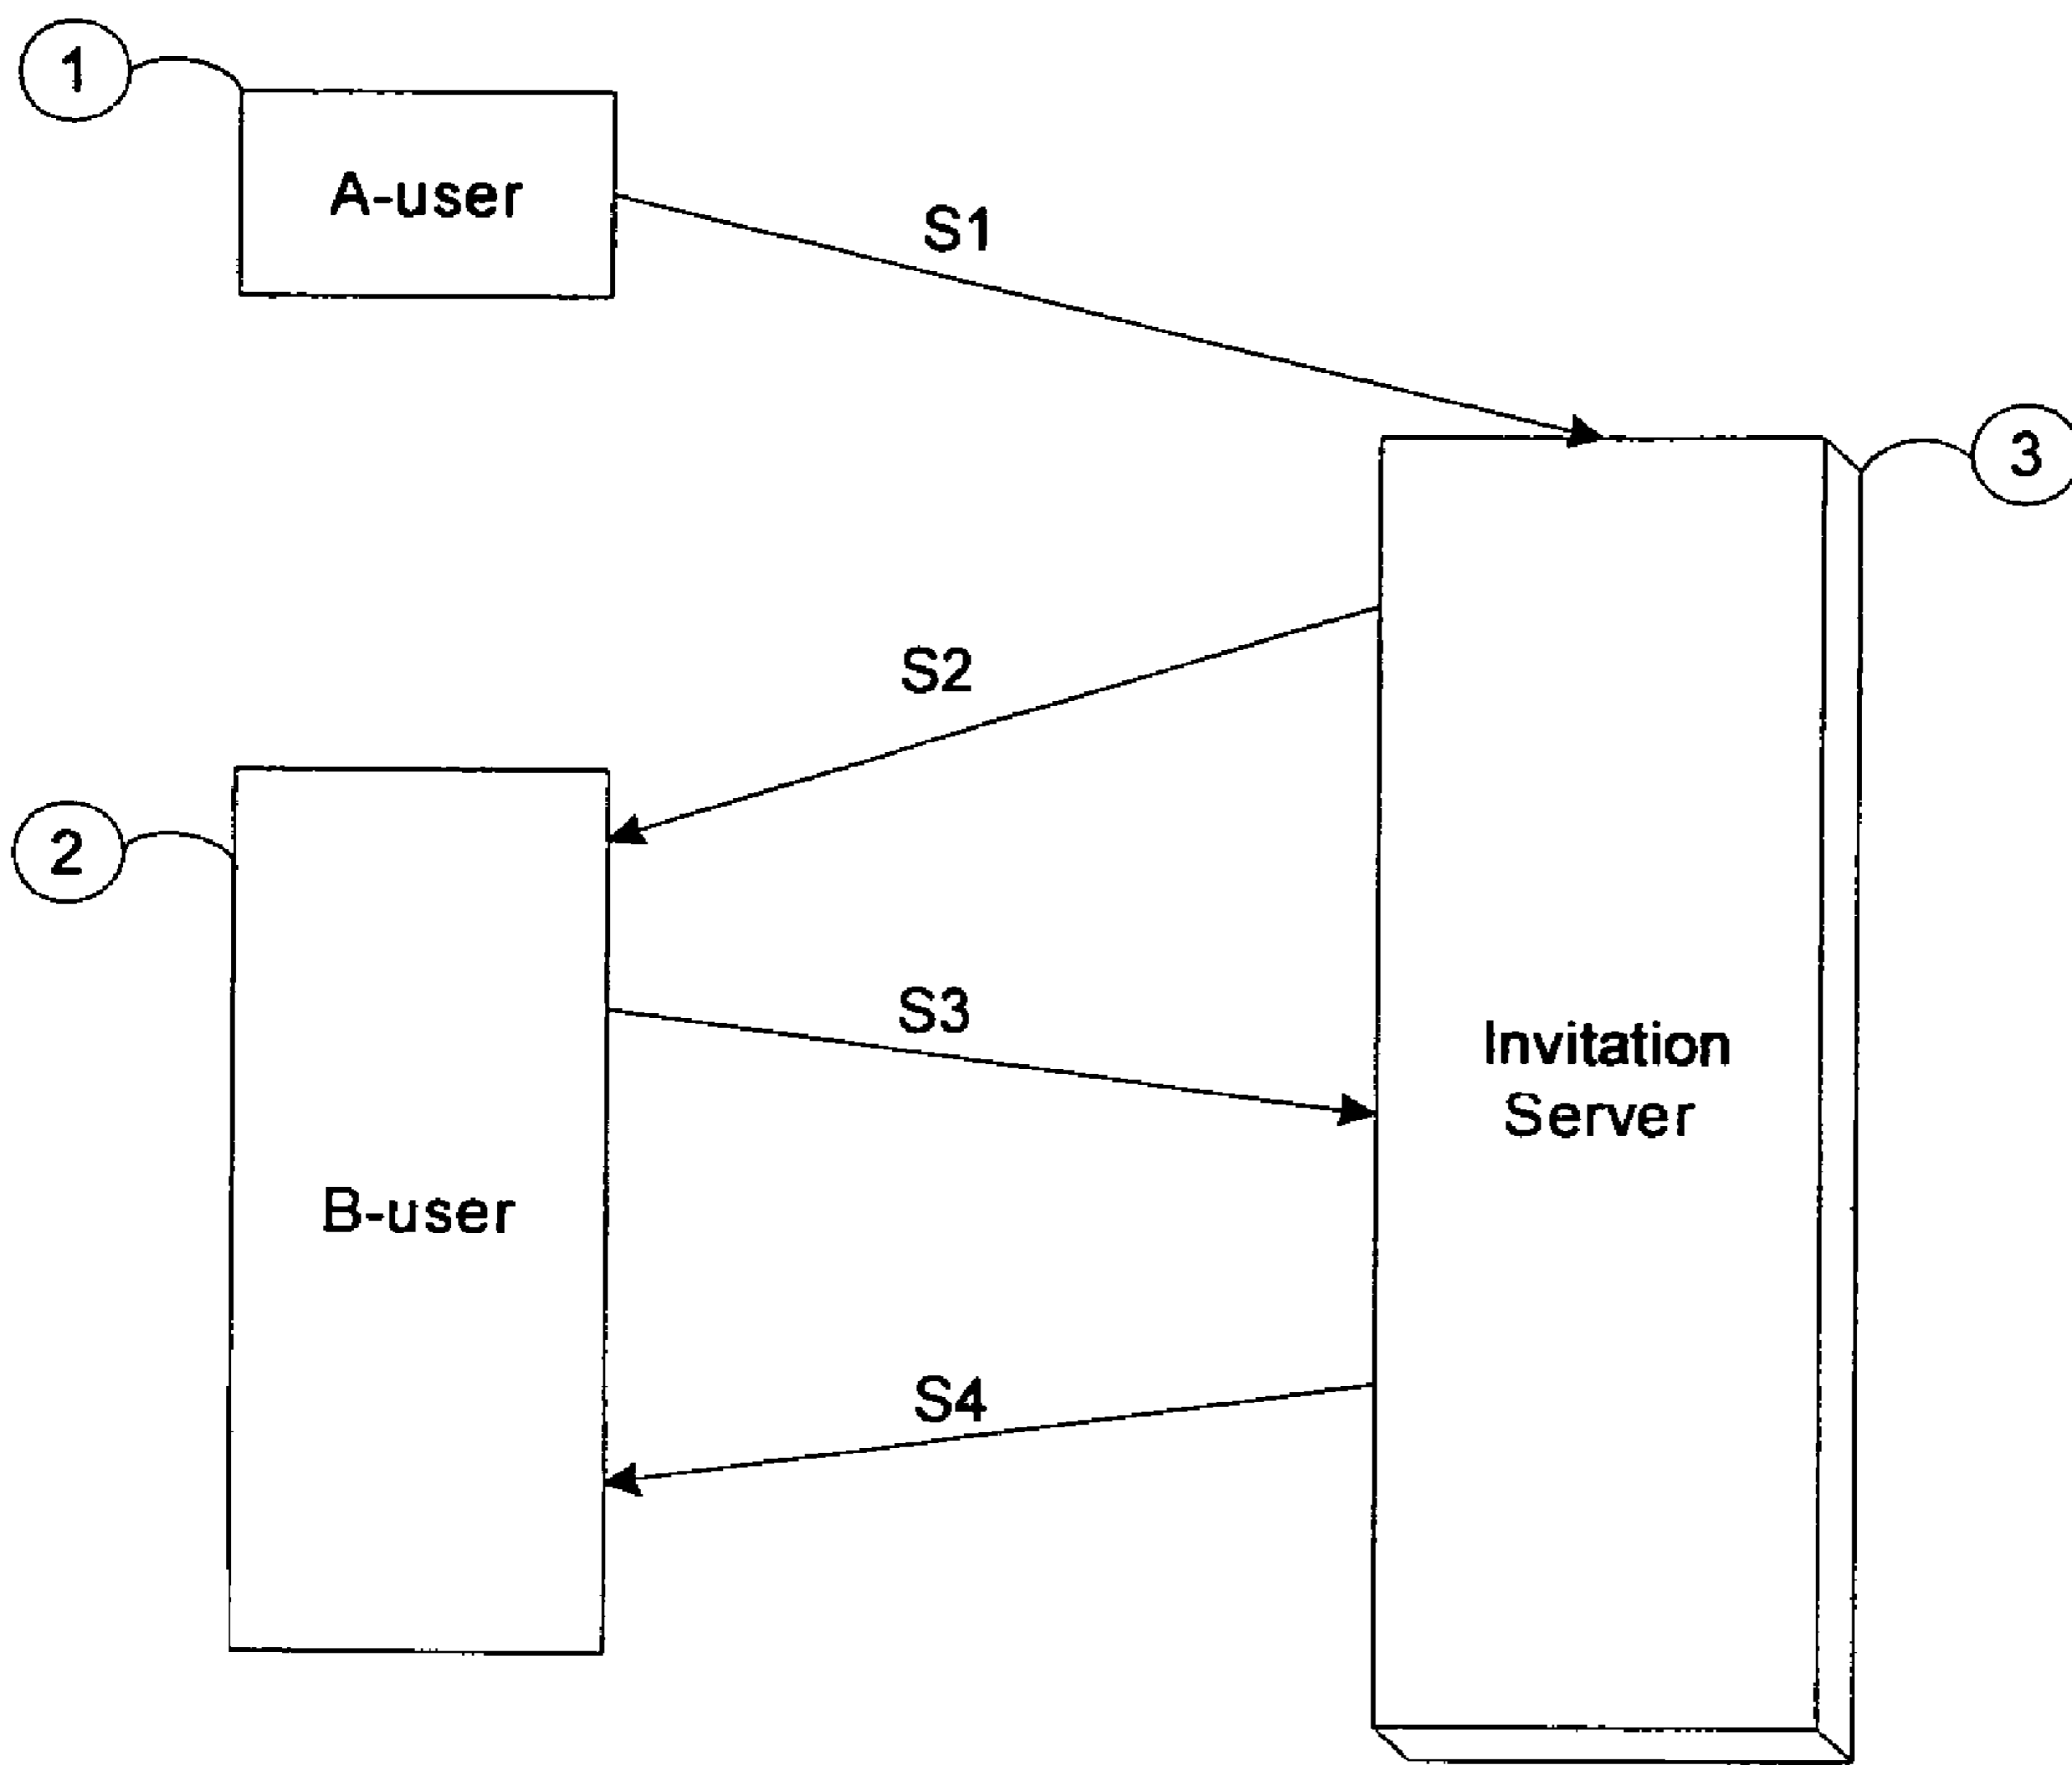 1
A-user
S1
3
S2
2
S3
Invitation
Server
B-user
S4